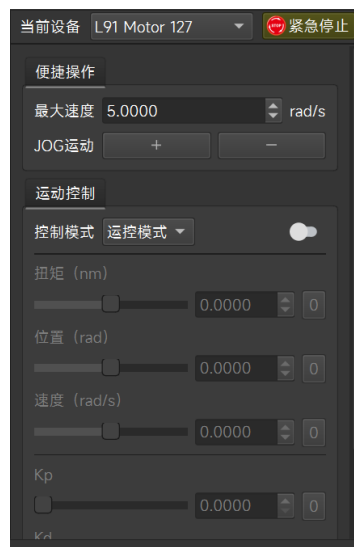 当前设备 L91 Motor 127 STOP 紧急停止
便捷操作
最大速度 5.0000 rad/s
JOG运动 + −
运动控制
控制模式 运控模式
扭矩（nm）
0.0000 0
位置（rad）
0.0000 0
速度（rad/s）
0.0000 0
Kp
0.0000 0
Kd